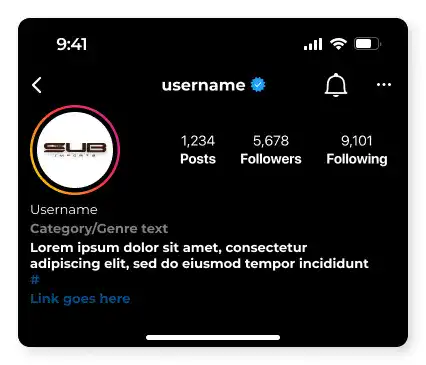 9:41
username
SUB
IMPORTS
1,234 5,678 9,101
Posts Followers Following
Username
Category/Genre text
Lorem ipsum dolor sit amet, consectetur
adipiscing elit, sed do eiusmod tempor incididunt
#
Link goes here